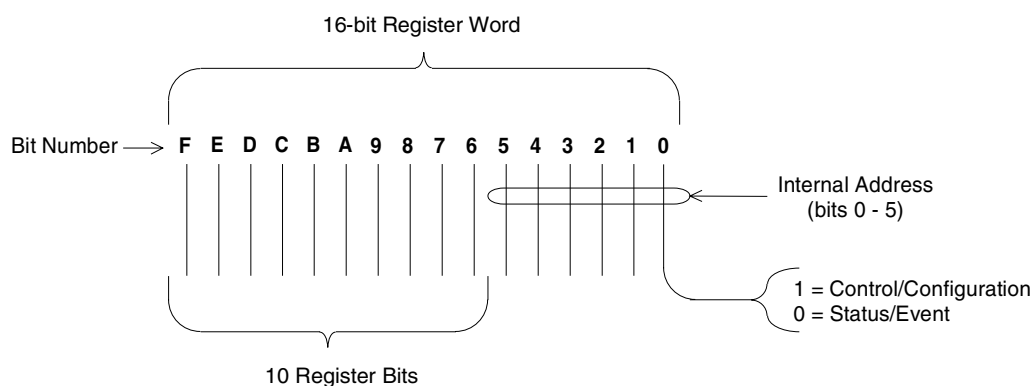 16-bit Register Word
Bit Number
F E D C B A 9 8 7 6 5 4 3 2 1 0
Internal Address
(bits 0 - 5)
1 = Control/Configuration
0 = Status/Event
10 Register Bits